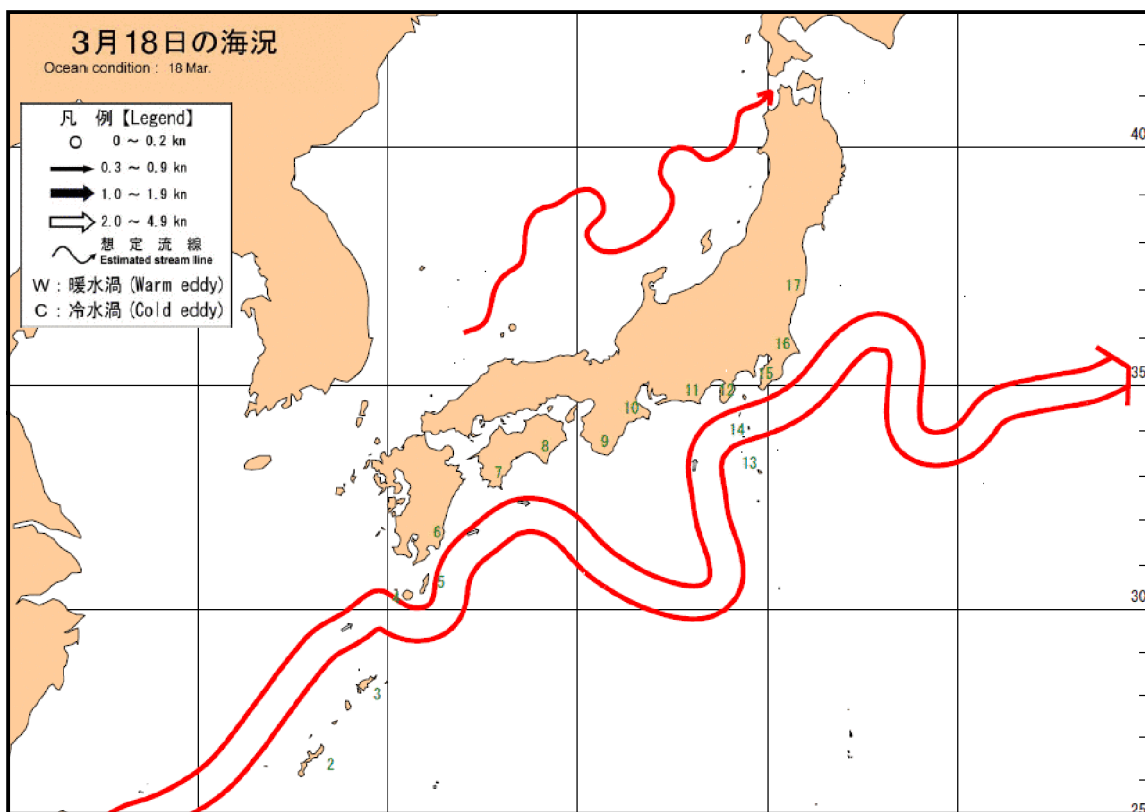 3月18日の海況
Ocean condition : 18 Mar.
凡 例【Legend】
0 ～ 0.2 kn
0.3 ～ 0.9 kn
1.0 ～ 1.9 kn
2.0 ～ 4.9 kn
想 定 流 線
Estimated stream line
W : 暖水渦 (Warm eddy)
C : 冷水渦 (Cold eddy)
40
17
16
35
15
12
11
10
14
9
8
13
7
6
5
30
3
2
25